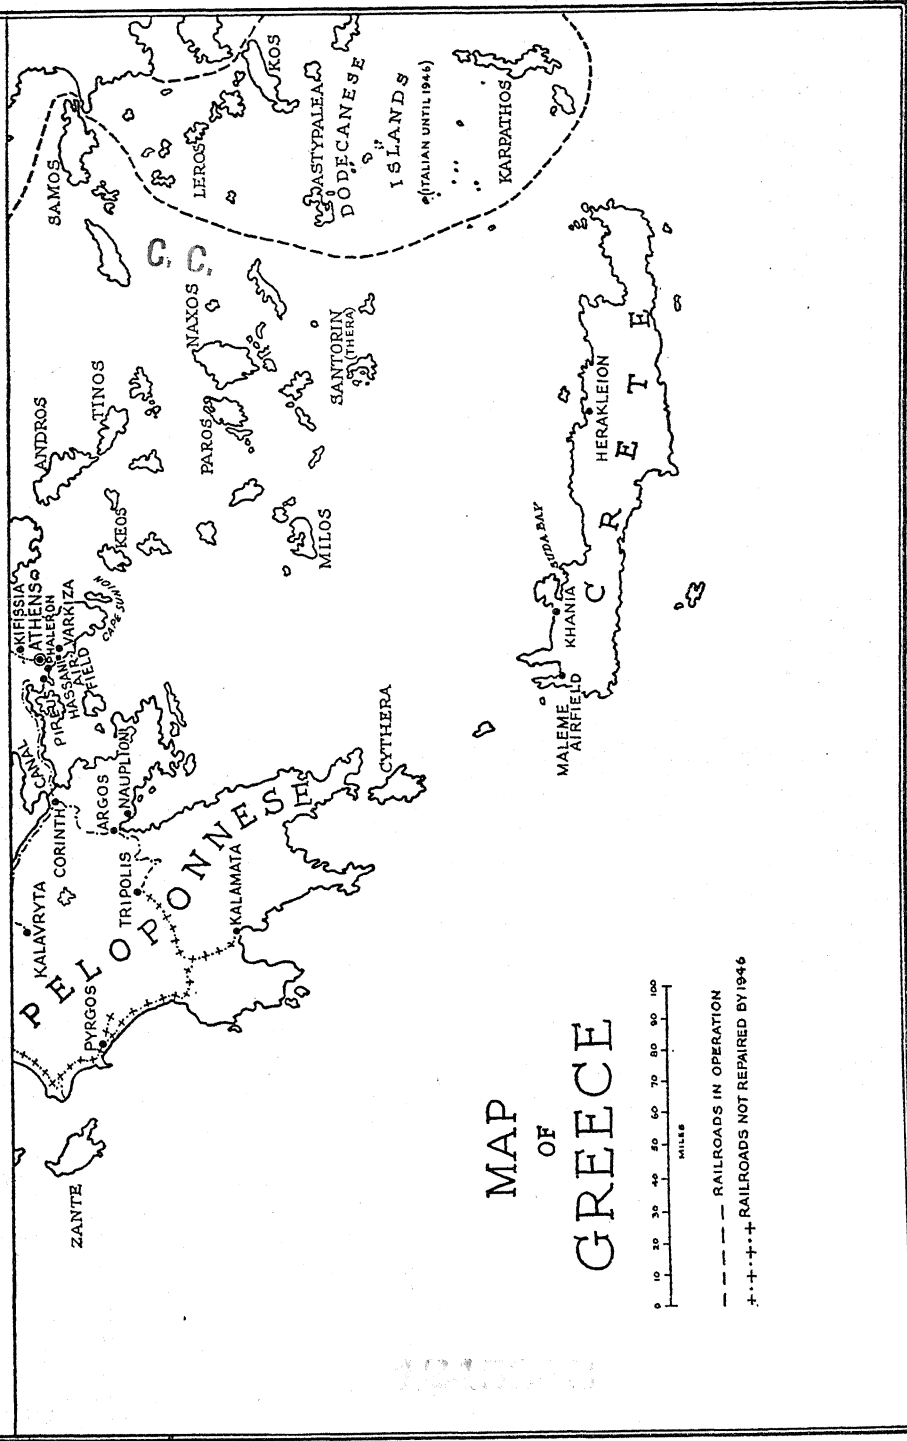 SAMOS
LEROS
KOS
ASTYPALEA
DODECANESE
ISLANDS
(ITALIAN UNTIL 1946)
KARPATHOS
C. C.
ANDROS
TINOS
NAXOS
PAROS
SANTORIN
(THERA)
KEOS
MILOS
KIFISSIA
ATHENS
PHALERON
PIREUS
HASSANI
AIR
FIELD
VARKIZA
CAPE SUNION
CANAL
CORINTH
ARGOS
NAUPLION
TRIPOLIS
KALAVRYTA
PELOPONNESE
PYRGOS
KALAMATA
CYTHERA
ZANTE
SUDA BAY
KHANIA
MALEME
AIRFIELD
HERAKLEION
CRETE
MAP
OF
GREECE
0 10 20 30 40 50 60 70 80 90 100
MILES
RAILROADS IN OPERATION
RAILROADS NOT REPAIRED BY 1946